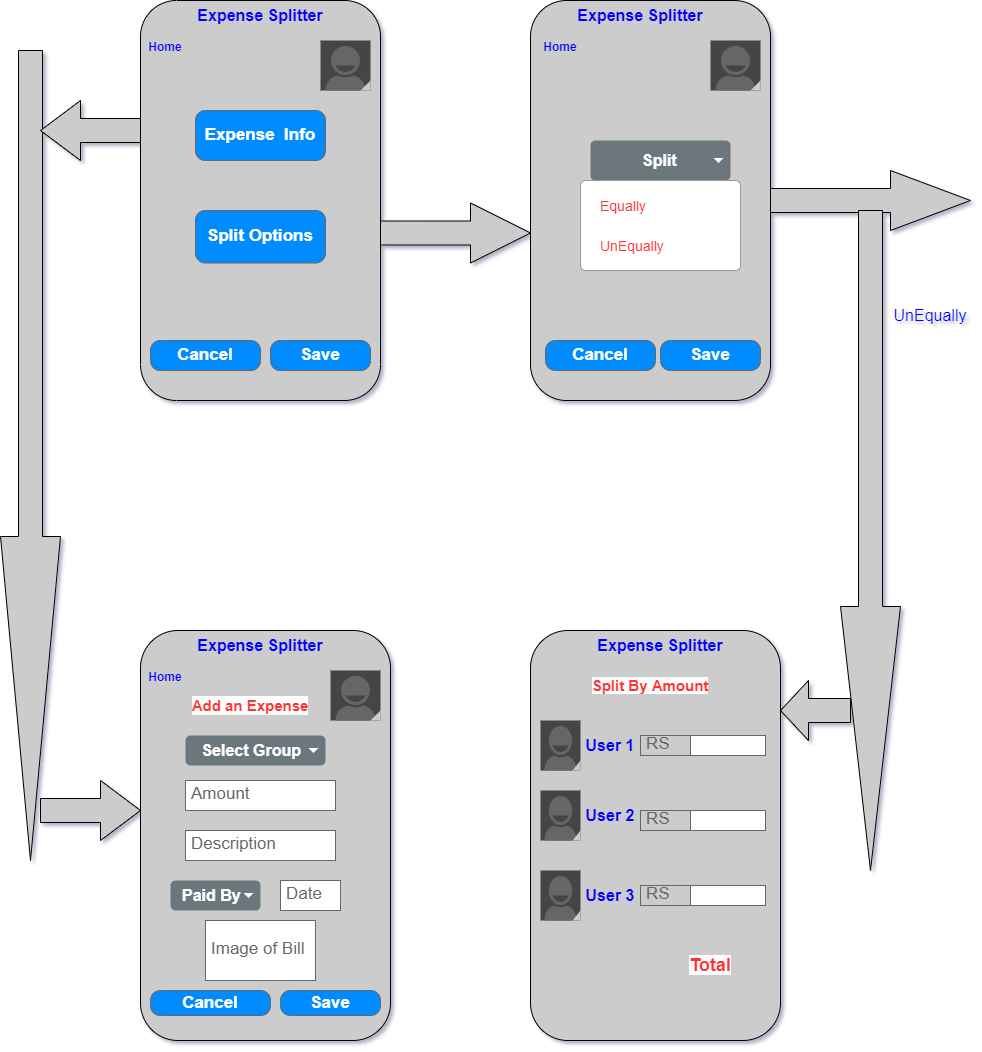 Expense Splitter
Home
Expense  Info
Split Options
Cancel
Save
Expense Splitter
Home
Split
Equally
UnEqually
Cancel
Save
UnEqually
Expense Splitter
Home
Add an Expense
Select Group
Amount
Description
Paid By
Date
Image of Bill
Cancel
Save
Expense Splitter
Split By Amount
User 1
RS
User 2
RS
User 3
RS
Total